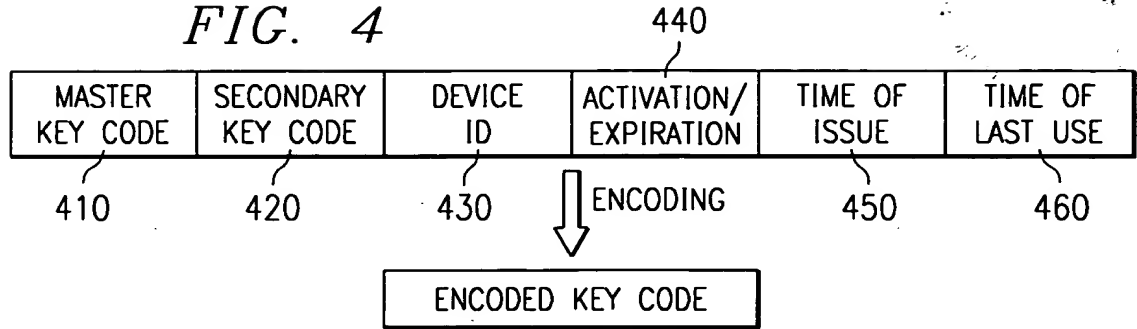 FIG. 4
440
MASTER KEY CODE
SECONDARY KEY CODE
DEVICE ID
ACTIVATION/ EXPIRATION
TIME OF ISSUE
TIME OF LAST USE
410
420
430
ENCODING
450
460
ENCODED KEY CODE